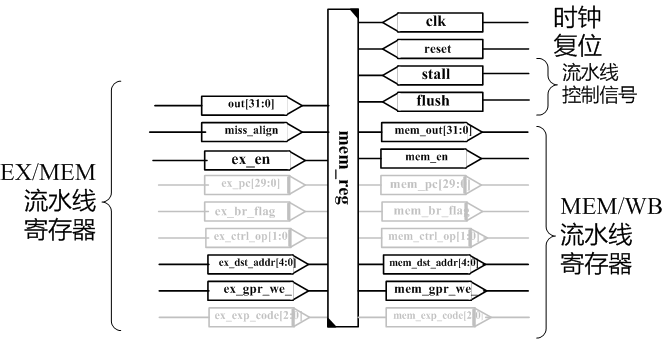 clk
时钟
reset
复位
stall
流水线
flush
控制信号
out[31:0]
miss_align
mem_out[31:0]
ex_en
mem_en
EX/MEM
流水线
寄存器
ex_pc[29:0]
mem_reg
mem_pc[29:0]
MEM/WB
流水线
寄存器
ex_br_flag
mem_br_flag
ex_ctrl_op[1:0]
mem_ctrl_op[1:0]
ex_dst_addr[4:0]
mem_dst_addr[4:0]
ex_gpr_we_
mem_gpr_we_
ex_exp_code[2:0]
mem_exp_code[2:0]